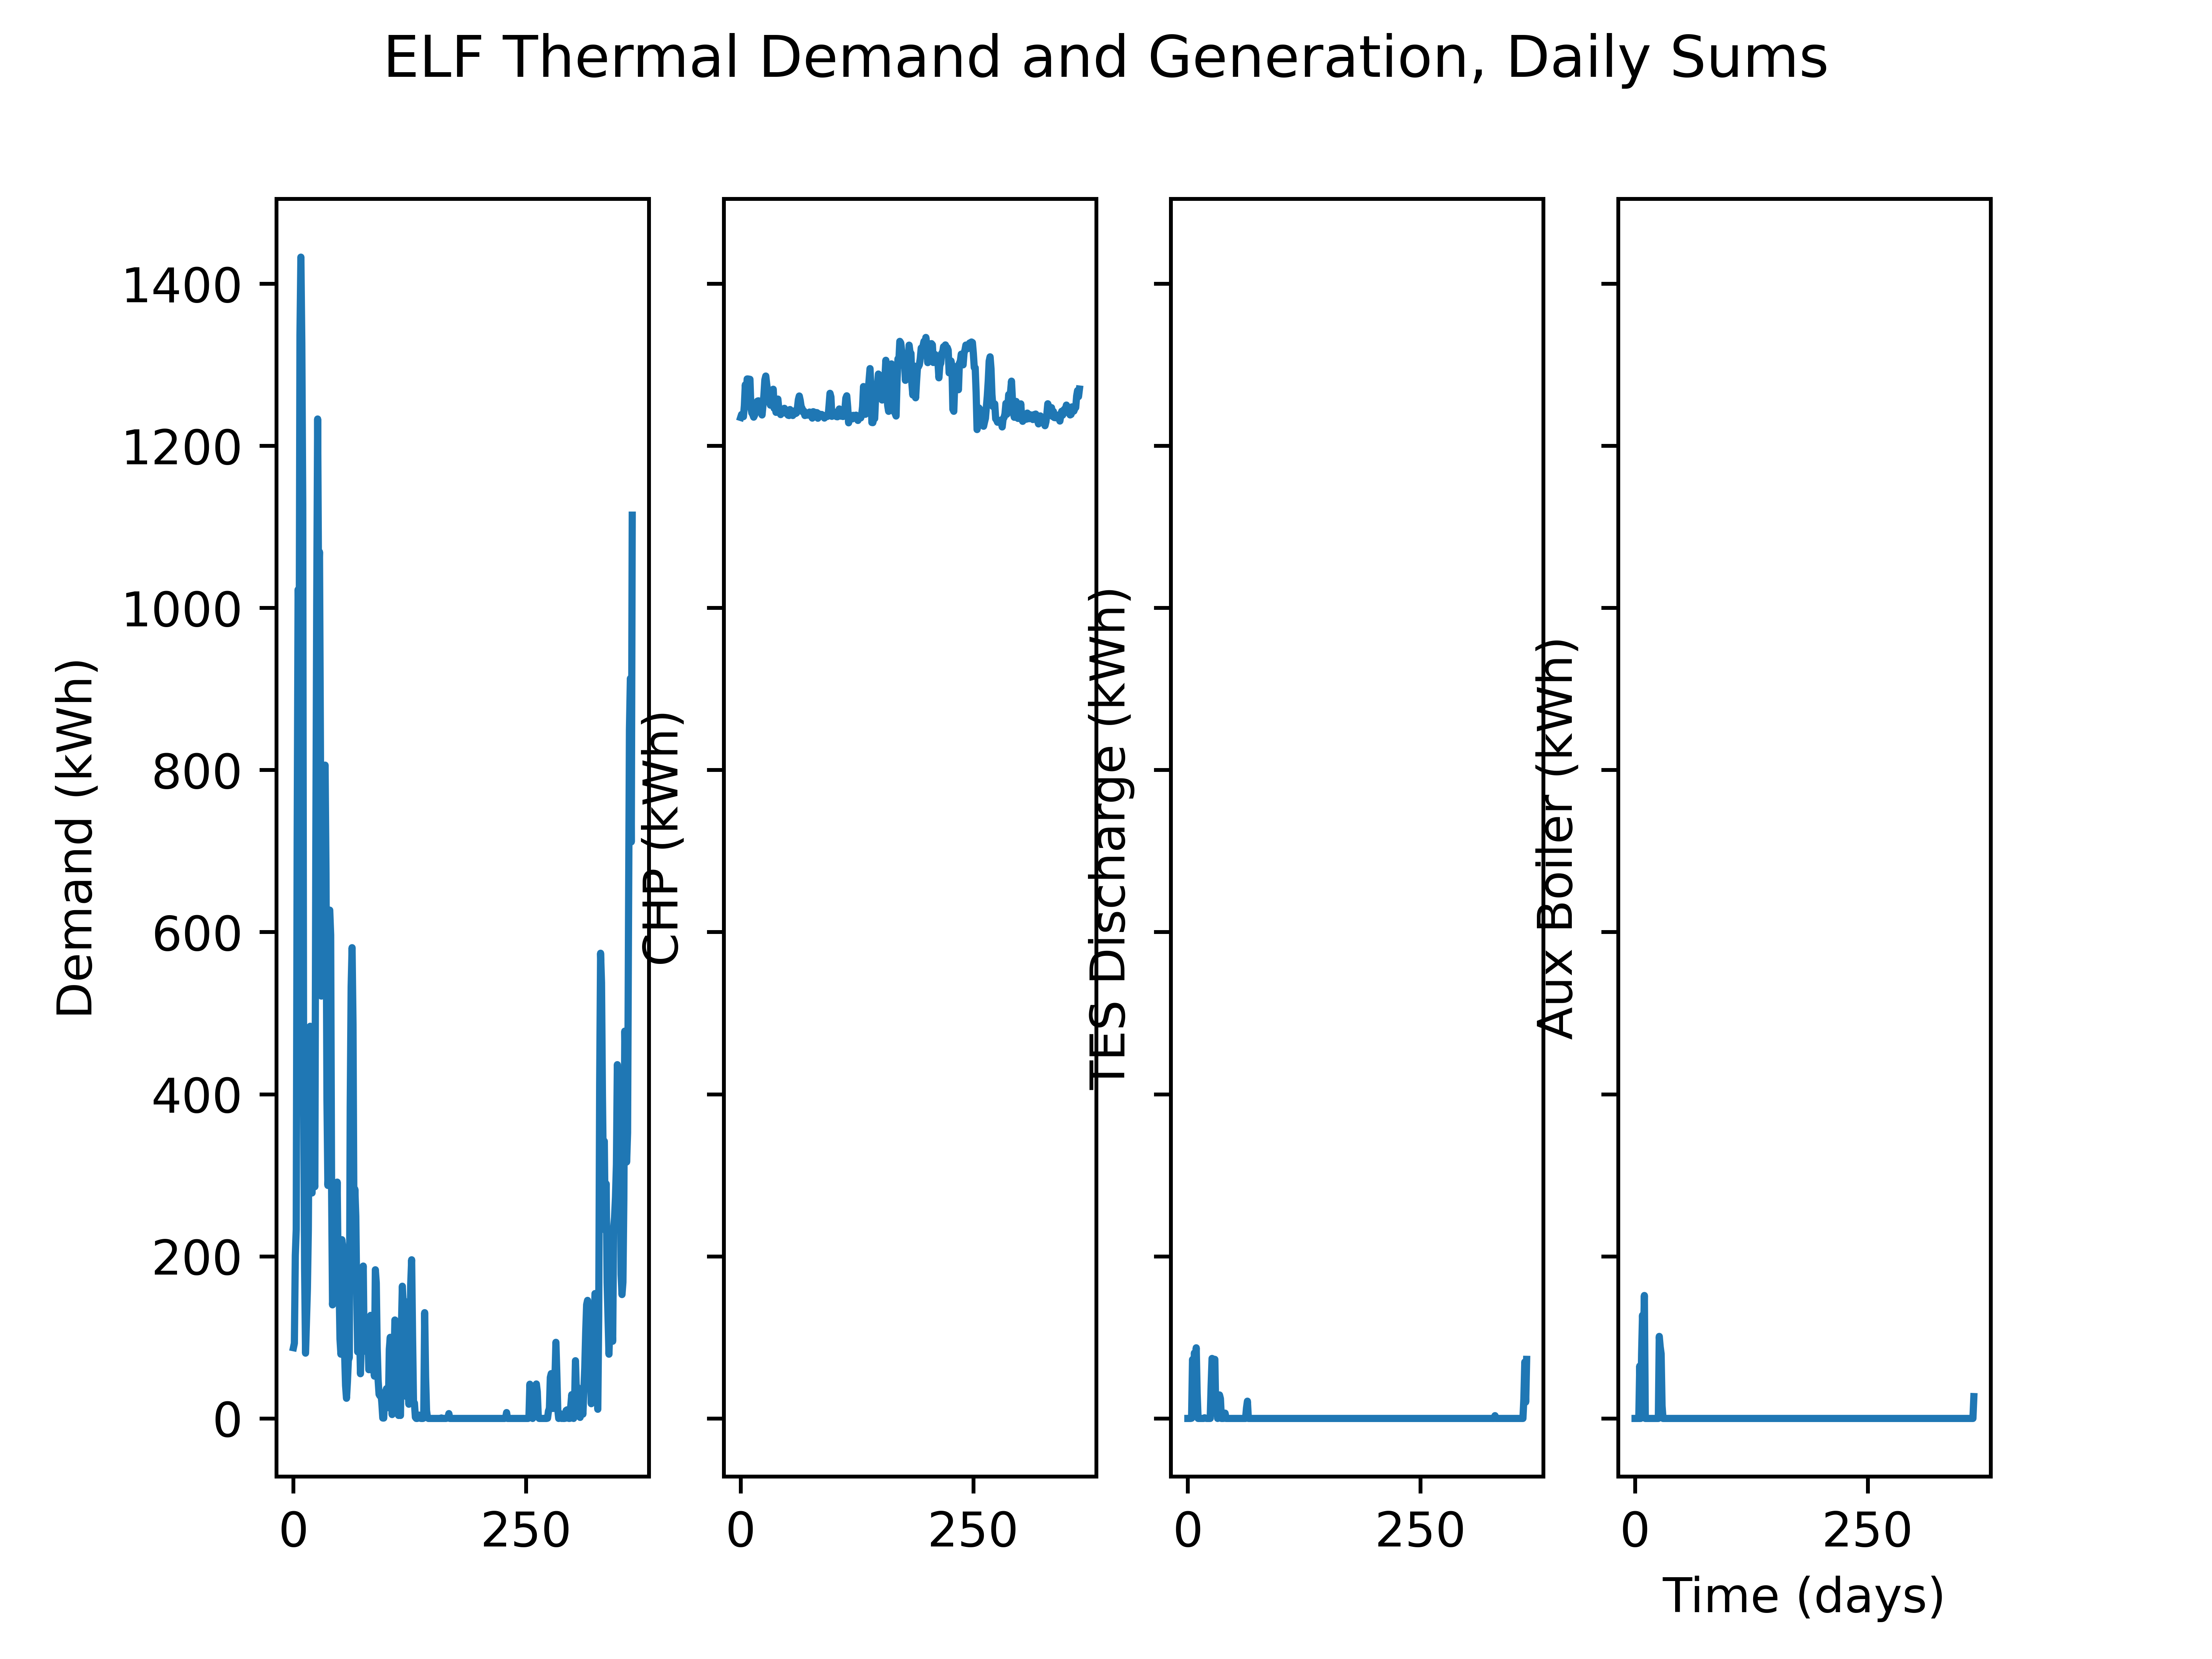 ELF Thermal Demand and Generation, Daily Sums
Demand (kWh)
1400
1200
1000
800
600
400
200
0
0 250
CHP (kWh)
0 250
TES Discharge (kWh)
0 250
Aux Boiler (kWh)
0 250
Time (days)